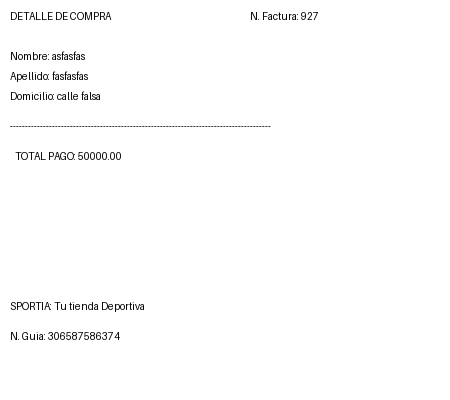 DETALLE DE COMPRA N. Factura: 927
Nombre: asfasfas
Apellido: fasfasfas
Domicilio: calle falsa
--------------------------------------------------------------------------------------
TOTAL PAGO: 50000.00
SPORTIA: Tu tienda Deportiva
N. Guia: 306587586374